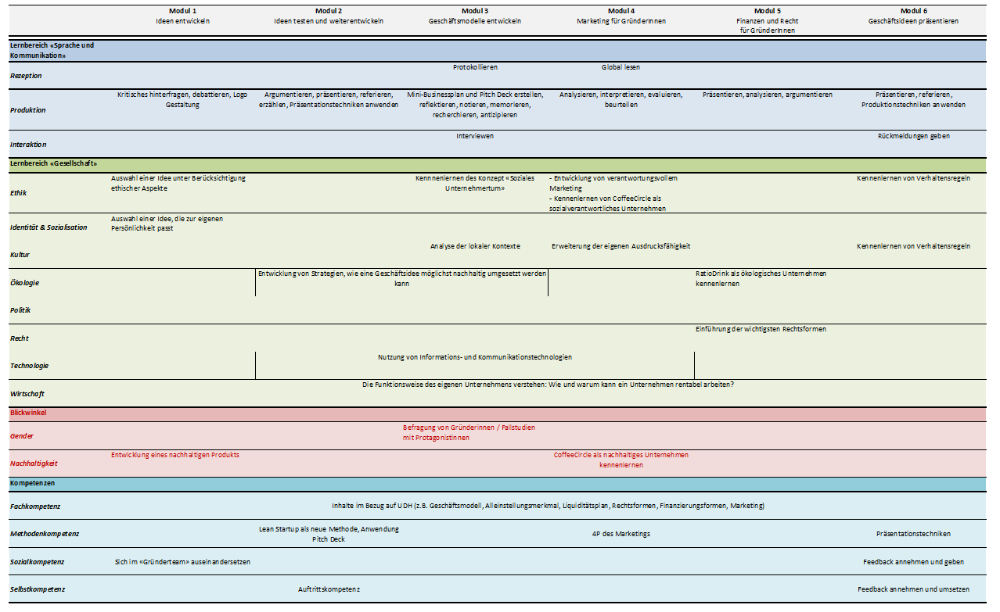 Modul 1
Ideen entwickeln
Modul 2
Ideen testen und weiterentwickeln
Modul 3
Geschäftsmodelle entwickeln
Modul 4
Marketing für GründerInnen
Modul 5
Finanzen und Recht
für GründerInnen
Modul 6
Geschäftsideen präsentieren
Lernbereich «Sprache und
Kommunikation»
Rezeption
Protokollieren
Global lesen
Produktion
Kritisches hinterfragen, debattieren, Logo
Gestaltung
Argumentieren, präsentieren, referieren,
erzählen, Präsentationstechniken anwenden
Mini-Businessplan und Pitch Deck erstellen,
reflektieren, notieren, memorieren,
recherchieren, antizipieren
Analysieren, interpretieren, evaluieren,
beurteilen
Präsentieren, analysieren, argumentieren
Präsentieren, referieren,
Produktionstechniken anwenden
Interaktion
Interviewen
Rückmeldungen geben
Lernbereich «Gesellschaft»
Ethik
Auswahl einer Idee unter Berücksichtigung
ethischer Aspekte
Kennnenlernen des Konzept «Soziales
Unternehmertum»
- Entwicklung von verantwortungsvollem
Marketing
- Kennenlernen von CoffeeCircle als
sozialverantwortliches Unternehmen
Kennenlernen von Verhaltensregeln
Identität & Sozialisation
Auswahl einer Idee, die zur eigenen
Persönlichkeit passt
Kultur
Analyse der lokaler Kontexte
Erweiterung der eigenen Ausdrucksfähigkeit
Kennenlernen von Verhaltensregeln
Ökologie
Entwicklung von Strategien, wie eine Geschäftsidee möglichst nachhaltig umgesetzt werden
kann
RatioDrink als ökologisches Unternehmen
kennenlernen
Politik
Recht
Einführung der wichtigsten Rechtsformen
Technologie
Nutzung von Informations- und Kommunikationstechnologien
Wirtschaft
Die Funktionsweise des eigenen Unternehmens verstehen: Wie und warum kann ein Unternehmen rentabel arbeiten?
Blickwinkel
Gender
Befragung von Gründerinnen / Fallstudien
mit Protagonistinnen
Nachhaltigkeit
Entwicklung eines nachhaltigen Produkts
CoffeeCircle als nachhaltiges Unternehmen
kennenlernen
Kompetenzen
Fachkompetenz
Inhalte im Bezug auf UDH (z.B. Geschäftsmodell, Alleinstellungsmerkmal, Liquiditätsplan, Rechtsformen, Finanzierungsformen, Marketing)
Methodenkompetenz
Lean Startup als neue Methode, Anwendung
Pitch Deck
4P des Marketings
Präsentationstechniken
Sozialkompetenz
Sich im «Gründerteam» auseinandersetzen
Feedback annehmen und geben
Selbstkompetenz
Auftrittskompetenz
Feedback annehmen und umsetzen